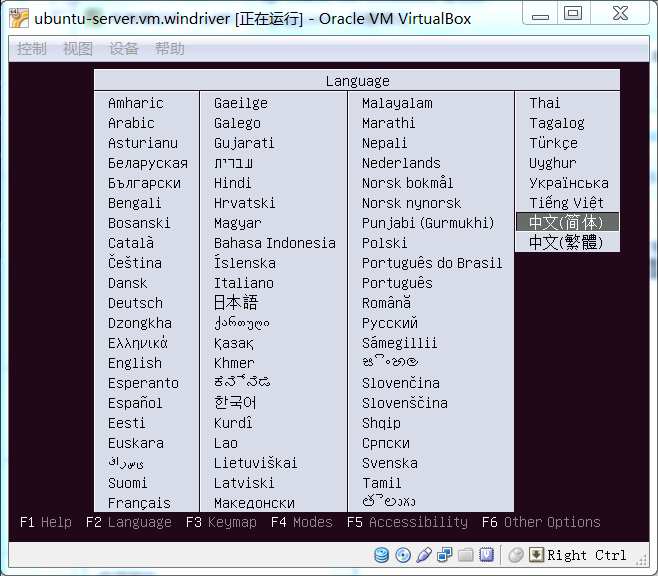 ubuntu-server.vm.windriver [正在运行] - Oracle VM VirtualBox
控制 视图 设备 帮助
Language
Amharic
Arabic
Asturianu
Беларуская
Български
Bengali
Bosanski
Català
Čeština
Dansk
Deutsch
Dzongkha
Ελληνικά
English
Esperanto
Español
Eesti
Euskara
ﻰﺳﺭﺎﻓ
Suomi
Français
Gaeilge
Galego
Gujarati
עברית
Hindi
Hrvatski
Magyar
Bahasa Indonesia
Íslenska
Italiano
日本語
ქართული
Қазақ
Khmer
ಕನ್ನಡ
한국어
Kurdî
Lao
Lietuviškai
Latviski
Македонски
Malayalam
Marathi
Nepali
Nederlands
Norsk bokmål
Norsk nynorsk
Punjabi (Gurmukhi)
Polski
Português do Brasil
Português
Română
Русский
Sámegillii
සිංහල
Slovenčina
Slovenščina
Shqip
Српски
Svenska
Tamil
తెలుగు
Thai
Tagalog
Türkçe
Uyghur
Українська
Tiếng Việt
中文(简体)
中文(繁體)
F1 Help F2 Language F3 Keymap F4 Modes F5 Accessibility F6 Other Options
Right Ctrl